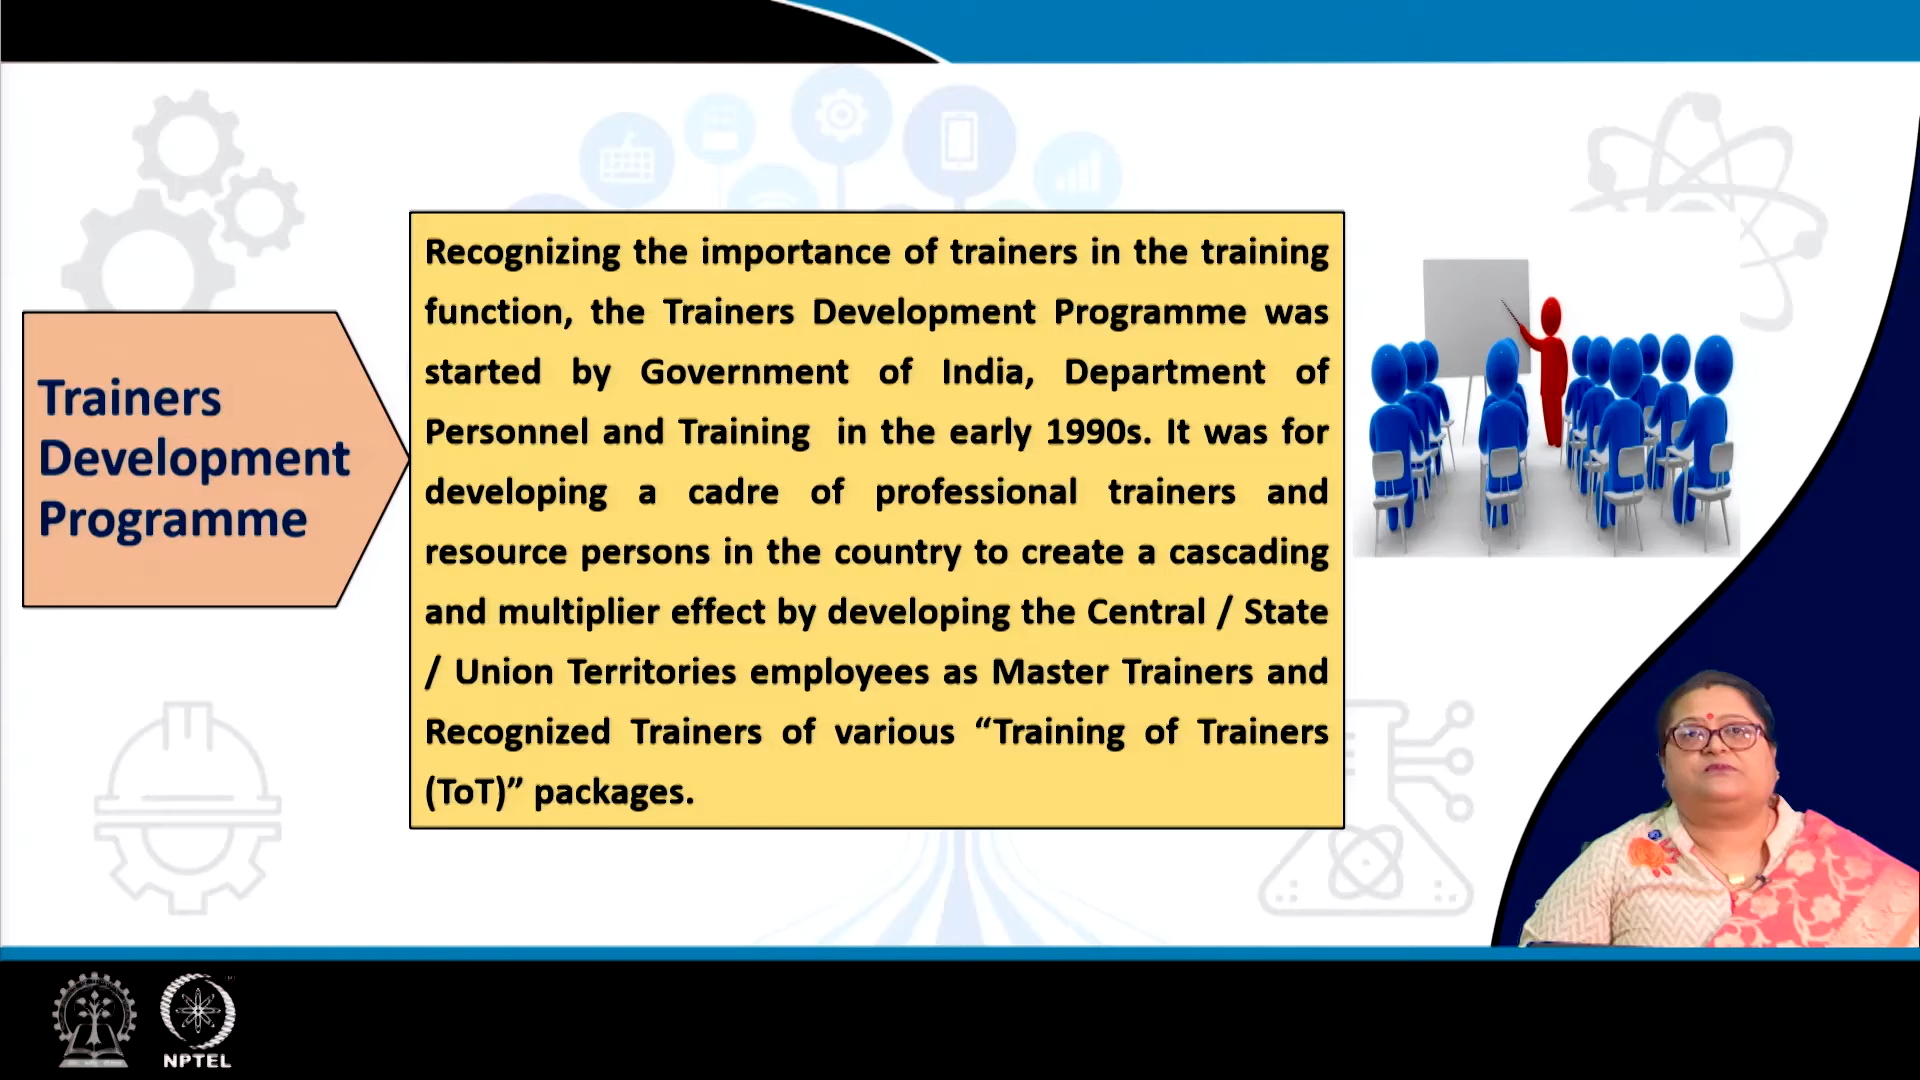 Trainers
Development
Programme
Recognizing the importance of trainers in the training
function, the Trainers Development Programme was
started by Government of India, Department of
Personnel and Training in the early 1990s. It was for
developing a cadre of professional trainers and
resource persons in the country to create a cascading
and multiplier effect by developing the Central / State
/ Union Territories employees as Master Trainers and
Recognized Trainers of various “Training of Trainers
(ToT)” packages.
NPTEL